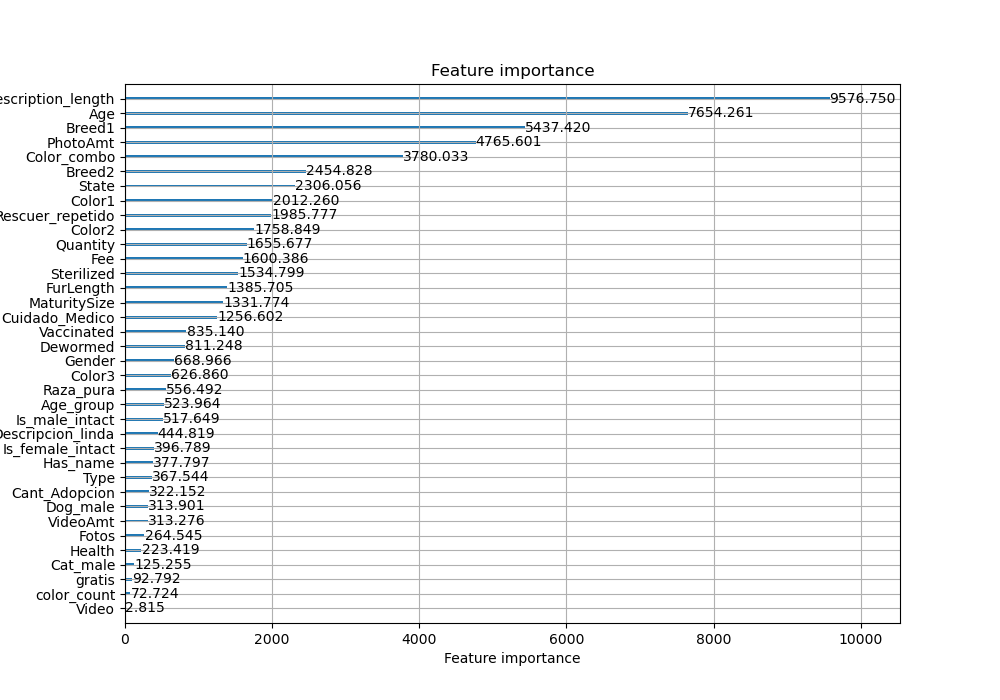 Feature importance
escription_length 9576.750
Age 7654.261
Breed1 5437.420
PhotoAmt 4765.601
Color_combo 3780.033
Breed2 2454.828
State 2306.056
Color1 2012.260
Rescuer_repetido 1985.777
Color2 1758.849
Quantity 1655.677
Fee 1600.386
Sterilized 1534.799
FurLength 1385.705
MaturitySize 1331.774
Cuidado_Medico 1256.602
Vaccinated 835.140
Dewormed 811.248
Gender 668.966
Color3 626.860
Raza_pura 556.492
Age_group 523.964
Is_male_intact 517.649
Descripcion_linda 444.819
Is_female_intact 396.789
Has_name 377.797
Type 367.544
Cant_Adopcion 322.152
Dog_male 313.901
VideoAmt 313.276
Fotos 264.545
Health 223.419
Cat_male 125.255
gratis 92.792
color_count 72.724
Video 2.815
0 2000 4000 6000 8000 10000
Feature importance